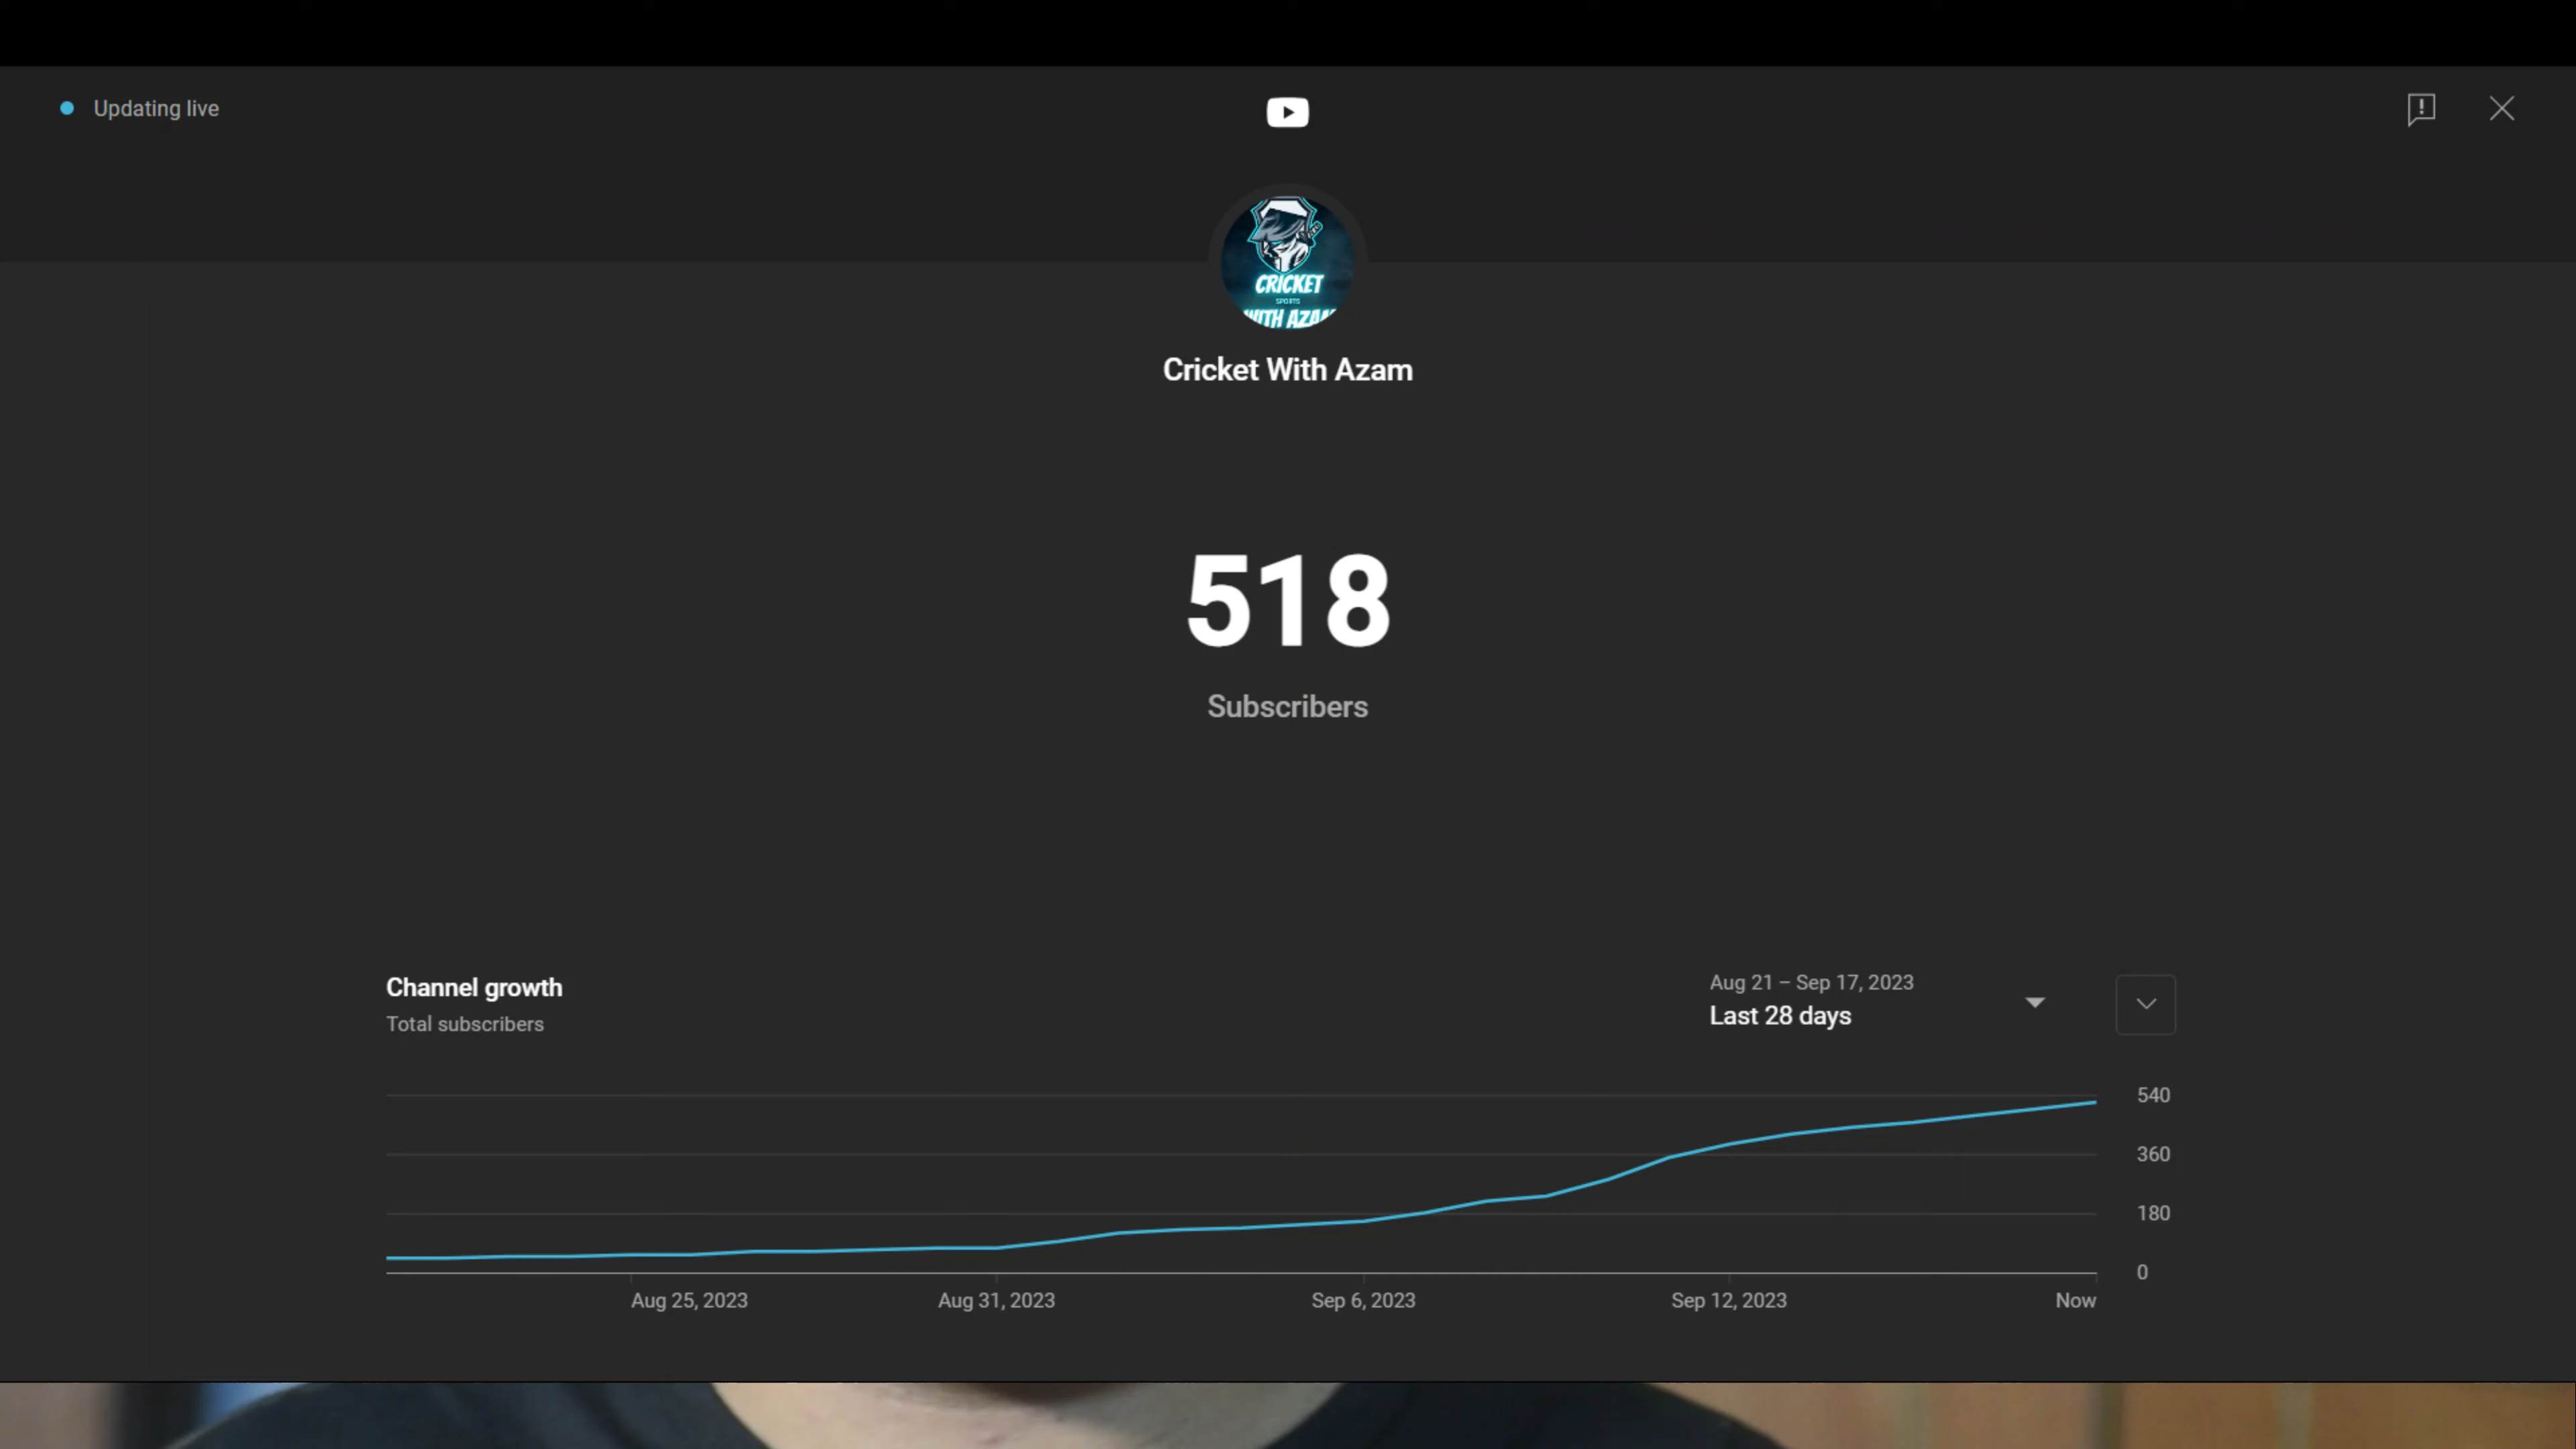 Updating live
CRICKET
SPORTS
WITH AZAM
Cricket With Azam
518
Subscribers
Channel growth
Total subscribers
Aug 21 – Sep 17, 2023
Last 28 days
540
360
180
0
Aug 25, 2023
Aug 31, 2023
Sep 6, 2023
Sep 12, 2023
Now